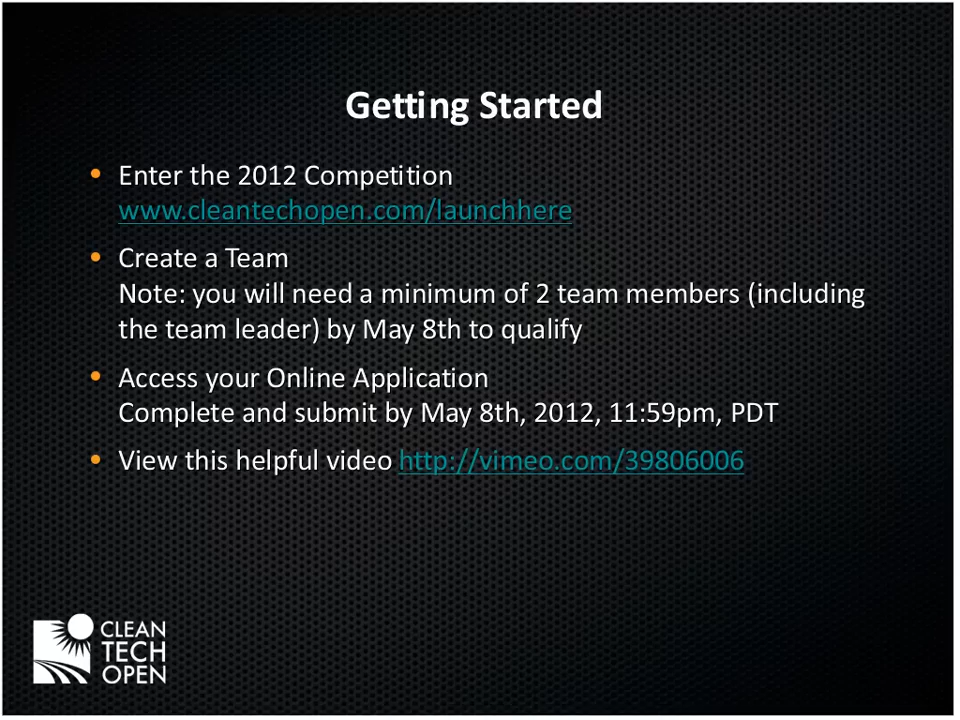 Getting Started
• Enter the 2012 Competition
www.cleantechopen.com/launchhere
• Create a Team
Note: you will need a minimum of 2 team members (including
the team leader) by May 8th to qualify
• Access your Online Application
Complete and submit by May 8th, 2012, 11:59pm, PDT
• View this helpful video http://vimeo.com/39806006
CLEAN
TECH
OPEN